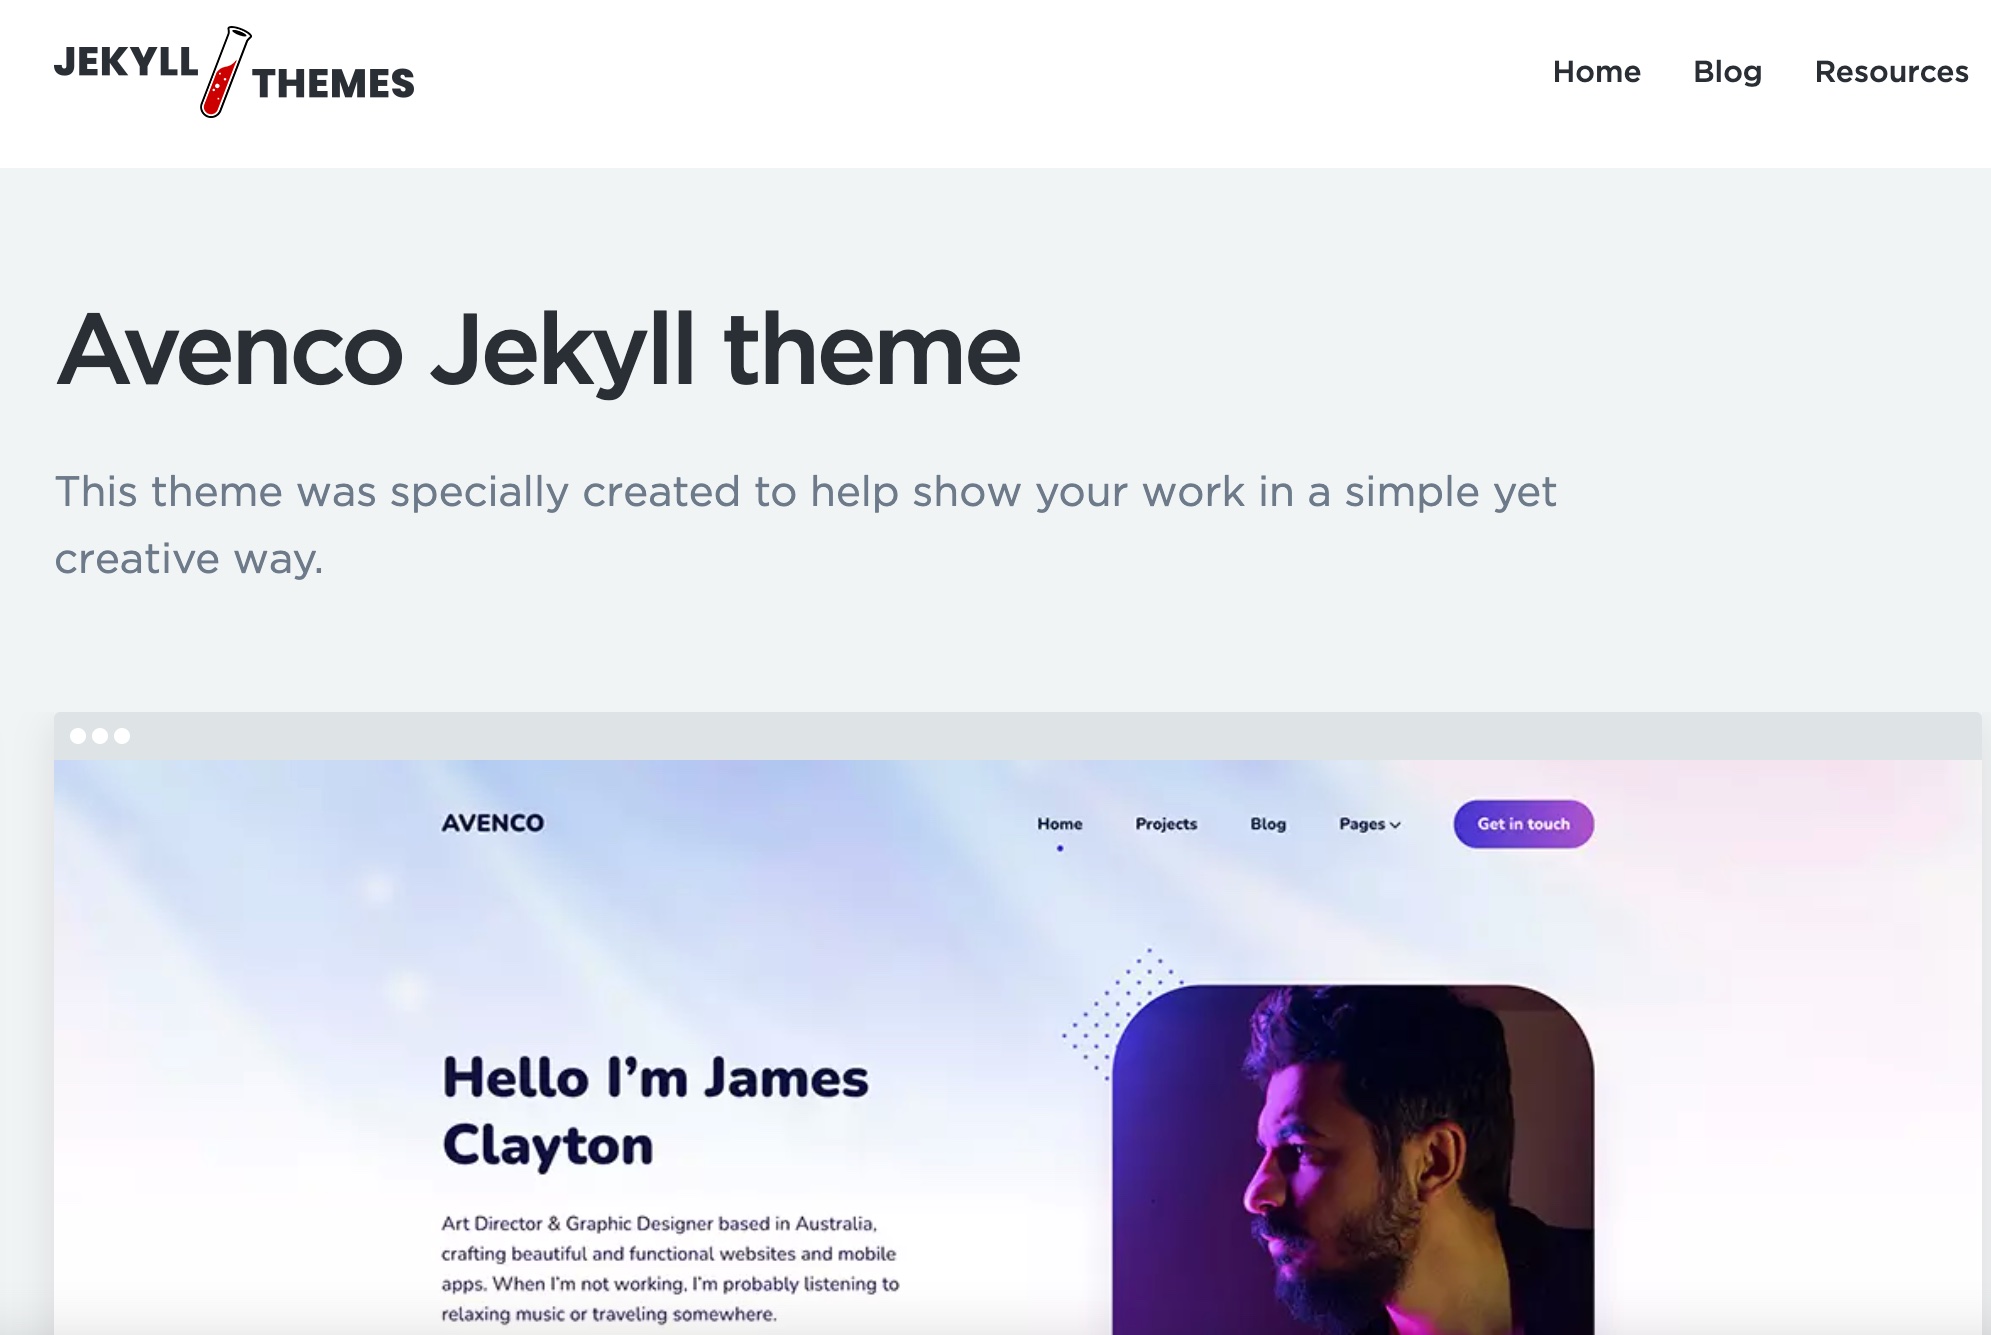 JEKYLL THEMES
Home Blog Resources
Avenco Jekyll theme
This theme was specially created to help show your work in a simple yet
creative way.
AVENCO
Home Projects Blog Pages Get in touch
Hello I’m James
Clayton
Art Director & Graphic Designer based in Australia,
crafting beautiful and functional websites and mobile
apps. When I’m not working, I’m probably listening to
relaxing music or traveling somewhere.